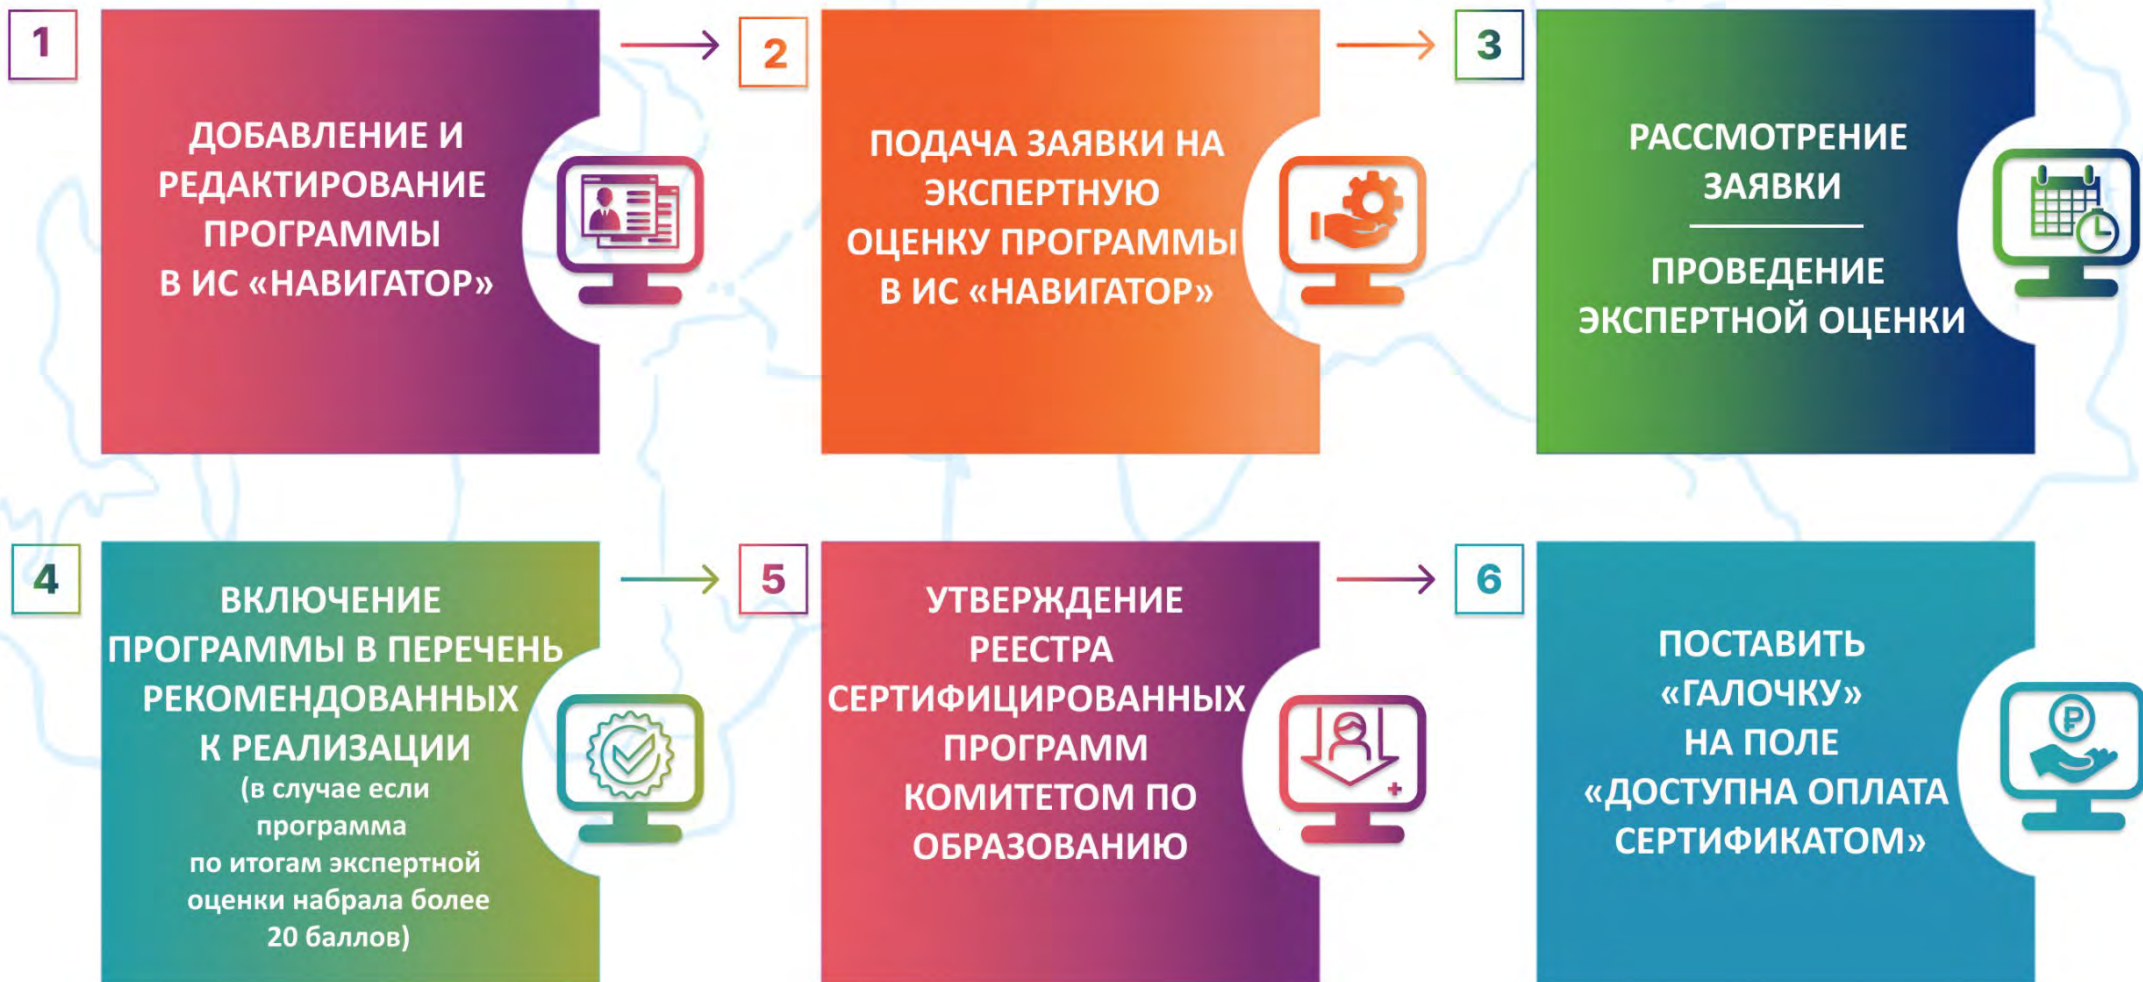 1
ДОБАВЛЕНИЕ И
РЕДАКТИРОВАНИЕ
ПРОГРАММЫ
В ИС «НАВИГАТОР»
2
ПОДАЧА ЗАЯВКИ НА
ЭКСПЕРТНУЮ
ОЦЕНКУ ПРОГРАММЫ
В ИС «НАВИГАТОР»
3
РАССМОТРЕНИЕ
ЗАЯВКИ
ПРОВЕДЕНИЕ
ЭКСПЕРТНОЙ ОЦЕНКИ
4
ВКЛЮЧЕНИЕ
ПРОГРАММЫ В ПЕРЕЧЕНЬ
РЕКОМЕНДОВАННЫХ
К РЕАЛИЗАЦИИ
(в случае если
программа
по итогам экспертной
оценки набрала более
20 баллов)
5
УТВЕРЖДЕНИЕ
РЕЕСТРА
СЕРТИФИЦИРОВАННЫХ
ПРОГРАММ
КОМИТЕТОМ ПО
ОБРАЗОВАНИЮ
6
ПОСТАВИТЬ
«ГАЛОЧКУ»
НА ПОЛЕ
«ДОСТУПНА ОПЛАТА
СЕРТИФИКАТОМ»